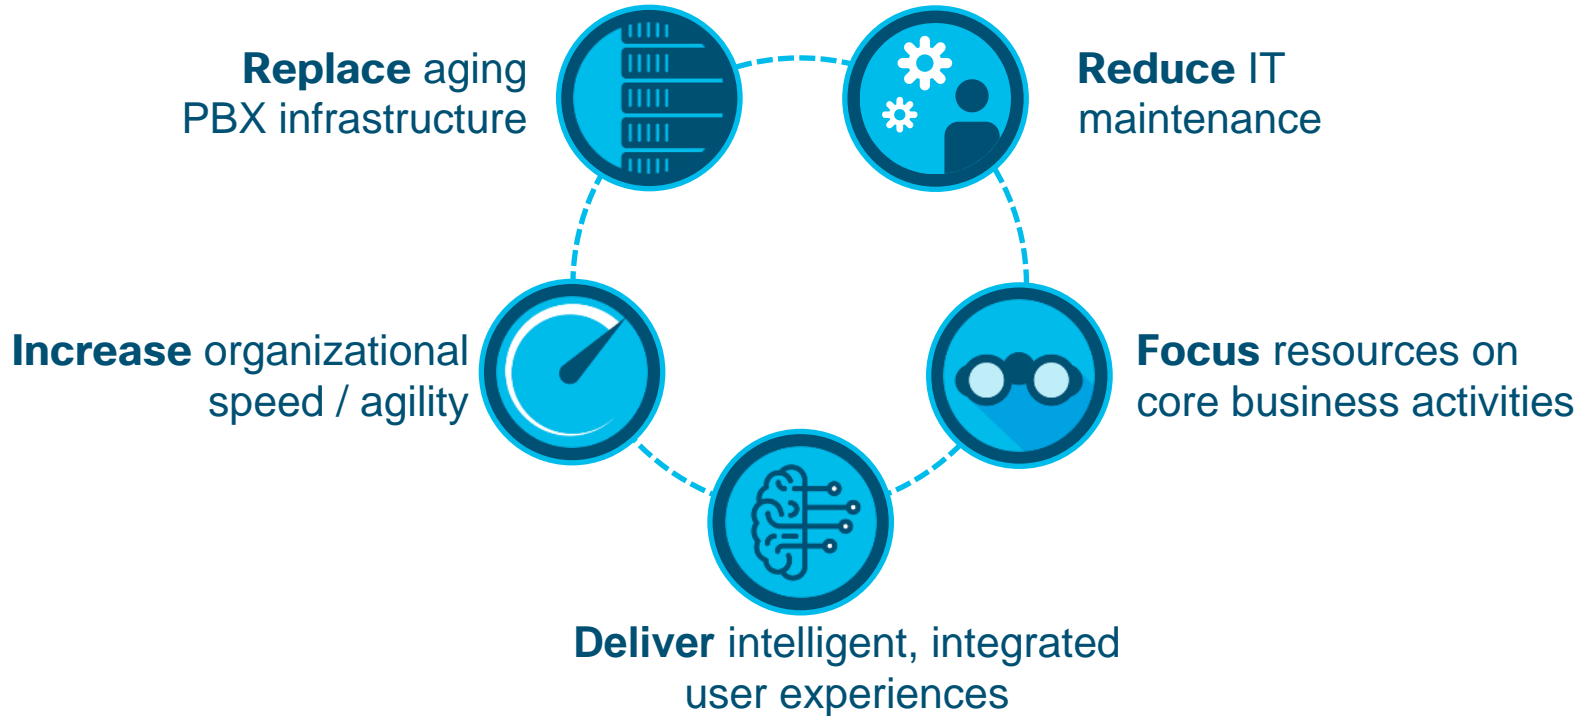 Replace aging
PBX infrastructure
Reduce IT
maintenance
Increase organizational
speed / agility
Focus resources on
core business activities
Deliver intelligent, integrated
user experiences